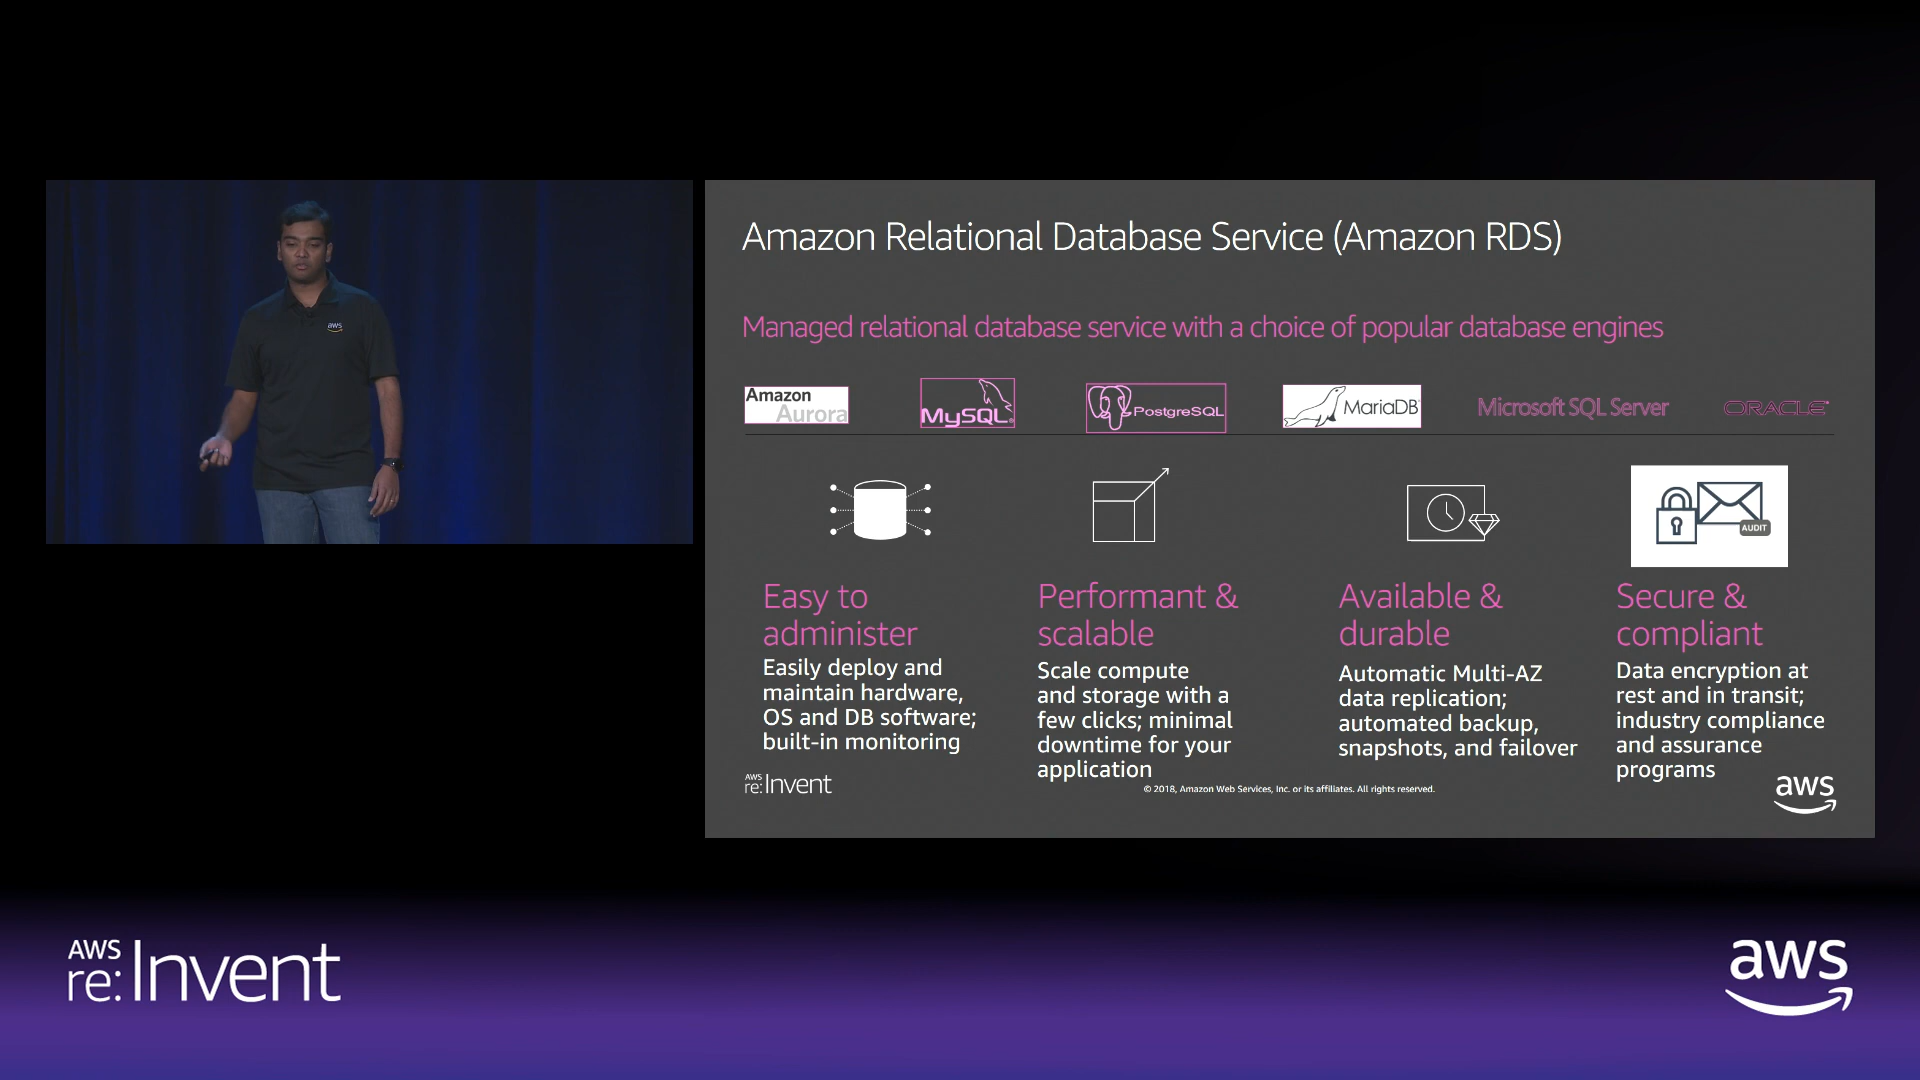 aws
Amazon Relational Database Service (Amazon RDS)
Managed relational database service with a choice of popular database engines
Amazon
Aurora
MySQL®
PostgreSQL
MariaDB
Microsoft SQL Server
ORACLE®
AUDIT
Easy to
administer
Easily deploy and
maintain hardware,
OS and DB software;
built-in monitoring
Performant &
scalable
Scale compute
and storage with a
few clicks; minimal
downtime for your
application
Available &
durable
Automatic Multi-AZ
data replication;
automated backup,
snapshots, and failover
Secure &
compliant
Data encryption at
rest and in transit;
industry compliance
and assurance
programs
AWS
re:Invent
© 2018, Amazon Web Services, Inc. or its affiliates. All rights reserved.
aws
AWS
re:Invent
aws